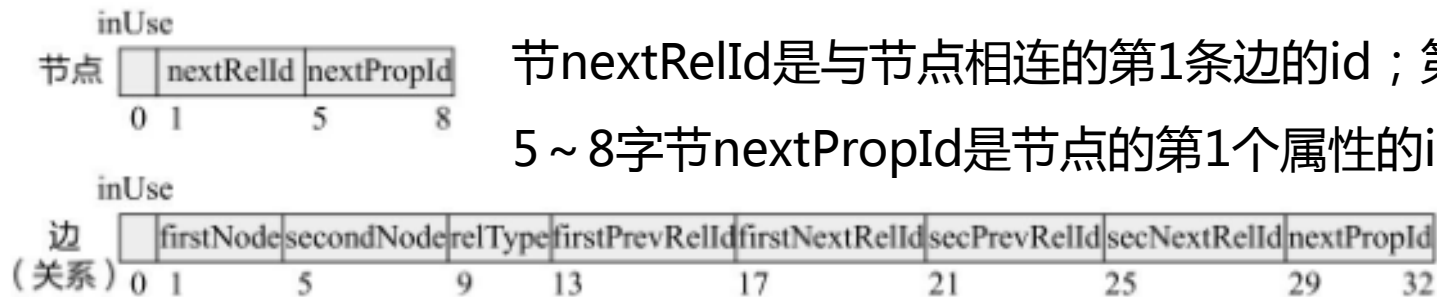 inUse
节点 nextRelId nextPropId
0 1 5 8
节nextRelId是与节点相连的第1条边的id；
5～8字节nextPropId是节点的第1个属性的i
inUse
边
（关系） firstNode secondNode relType firstPrevRelId firstNextRelId secPrevRelId secNextRelId nextPropId
0 1 5 9 13 17 21 25 29 32